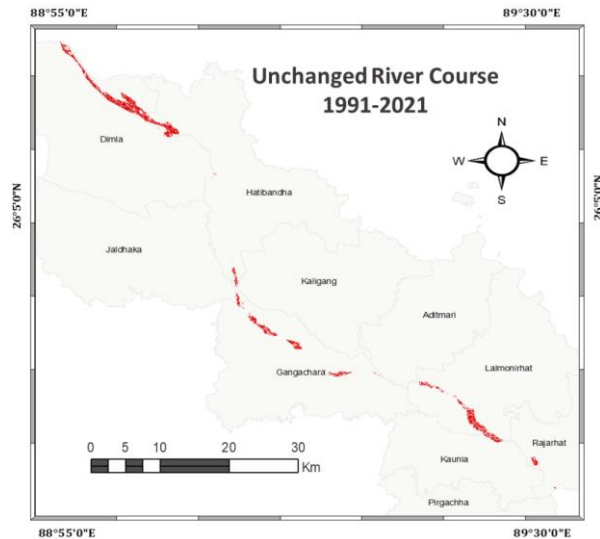 88°55'0"E 89°30'0"E
Unchanged River Course
1991-2021
N
W E
S
26°5'0"N 26°5'0"N
Dimla
Hatibandha
Jaldhaka
Kaligang
Aditmari
Lalmonirhat
Gangachara
Rajarhat
Kaunia
Pirgachha
0 5 10 20 30
Km
88°55'0"E 89°30'0"E